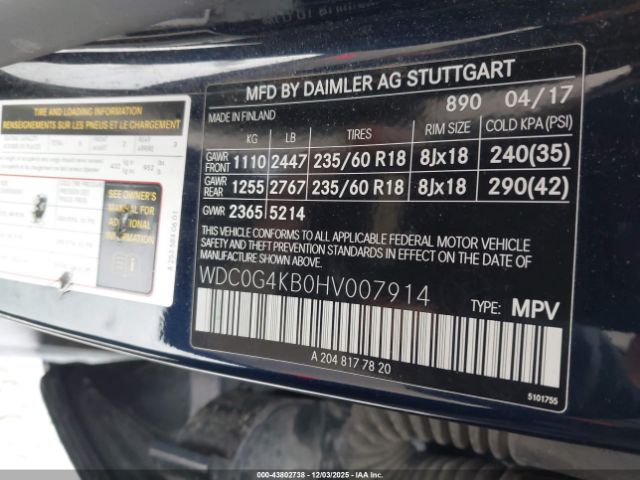 MFD BY DAIMLER AG STUTTGART
MADE IN FINLAND
890 04/17
KG LB TIRES RIM SIZE COLD KPA(PSI)
GAWR FRONT 1110 2447 235/60 R18 8Jx18 240(35)
GAWR REAR 1255 2767 235/60 R18 8Jx18 290(42)
GVWR 2365 5214
THIS VEHICLE CONFORMS TO ALL APPLICABLE FEDERAL MOTOR VEHICLE
SAFETY AND THEFT PREVENTION STANDARDS IN EFFECT ON THE DATE
OF MANUFACTURE SHOWN ABOVE.
WDC0G4KB0HV007914
TYPE: MPV
A 204 817 78 20
5101755
TIRE AND LOADING INFORMATION
RENSEIGNEMENTS SUR LES PNEUS ET LE CHARGEMENT
SEE OWNER'S
MANUAL FOR
ADDITIONAL
INFORMATION
© 00-43802738 - 12/03/2025 - IAA Holdings, LLC. - Copyright